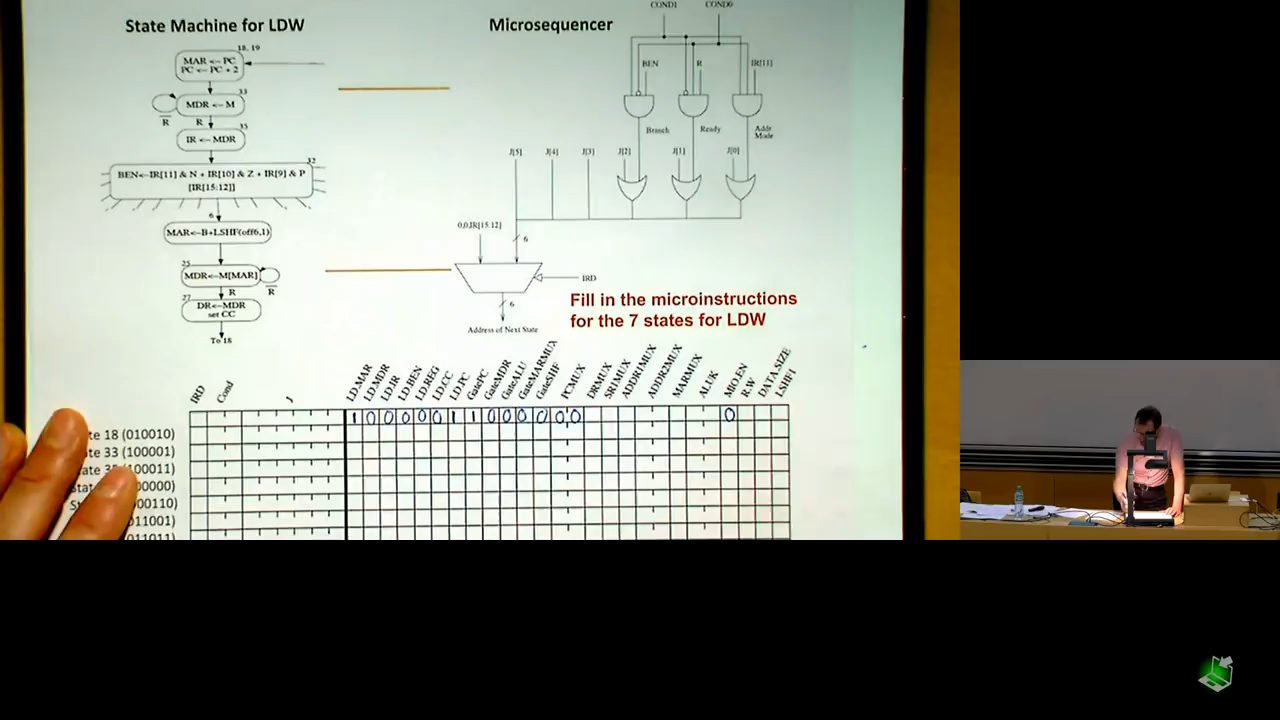 State Machine for LDW
18, 19
MAR <- PC
PC <- PC + 2
33
MDR <- M
R
R
35
IR <- MDR
32
BEN<-IR[11] & N + IR[10] & Z + IR[9] & P
[IR[15:12]]
6
MAR<-B+LSHF(off6,1)
25
MDR<-M[MAR]
R
R
27
DR<-MDR
set CC
To 18
Microsequencer
COND1
COND0
BEN
R
IR[11]
Branch
Ready
Addr
Mode
J[5]
J[4]
J[3]
J[2]
J[1]
J[0]
0,0,IR[15:12]
6
IRD
6
Address of Next State
Fill in the microinstructions
for the 7 states for LDW
IRD
Cond
J
LD.MAR
LD.MDR
LD.IR
LD.BEN
LD.REG
LD.CC
LD.PC
GatePC
GateMDR
GateALU
GateMARMUX
GateSHF
PCMUX
DRMUX
SR1MUX
ADDR1MUX
ADDR2MUX
MARMUX
ALUK
MIO.EN
R.W
DATA.SIZE
LSHF1
1 0 0 0 0 0 1 1 0 0 0 0 0 0 0
te 18 (010010)
te 33 (100001)
ate 35 (100011)
State 000000)
St 00110)
011001)
011011)